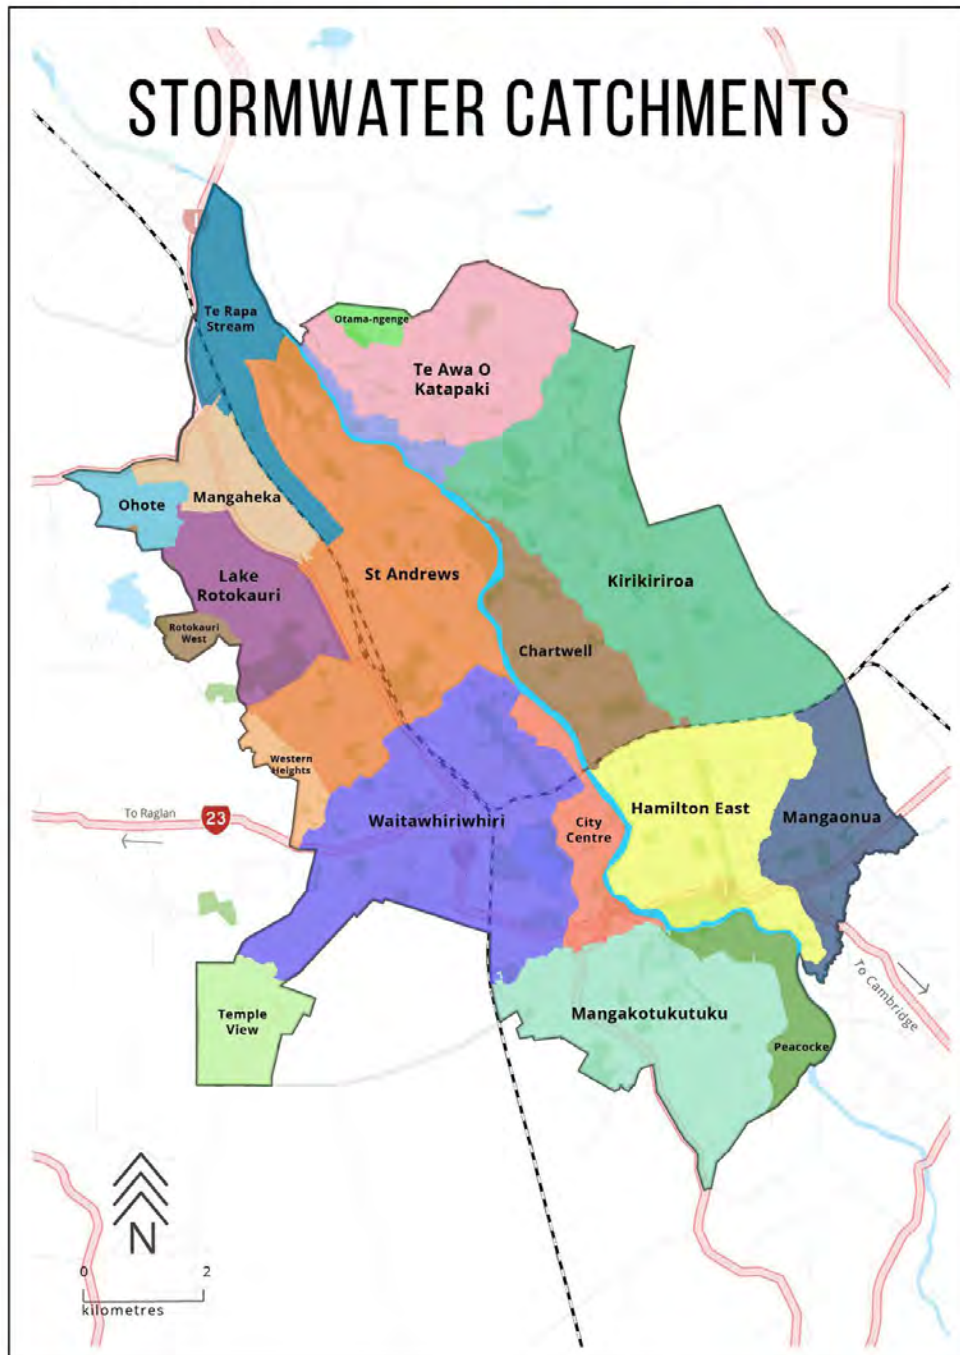 STORMWATER CATCHMENTS
1
Te Rapa
Stream
Otama-ngenge
Te Awa O
Katapaki
Ohote
Mangaheka
Lake
Rotokauri
St Andrews
Kirikiriroa
Rotokauri
West
Chartwell
Western
Heights
To Raglan
23
Waitawhiriwhiri
City
Centre
Hamilton East
Mangaonua
To Cambridge
Temple
View
Mangakotukutuku
Peacocke
N
0 2
kilometres